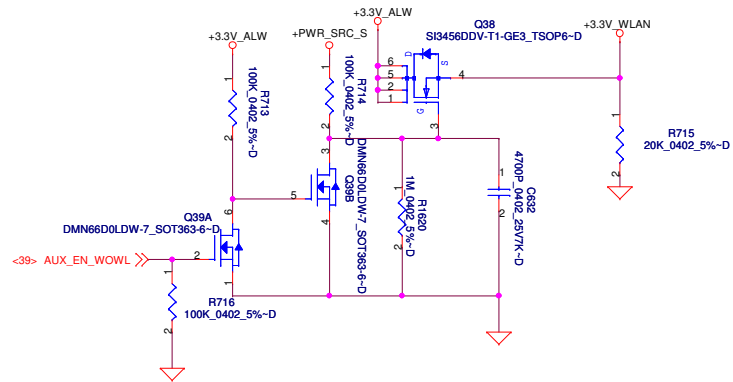 +3.3V_ALW
Q38
SI3456DDV-T1-GE3_TSOP6~D
+3.3V_WLAN
+3.3V_ALW
+PWR_SRC_S
1
R713
100K_0402_5%~D
2
1
R714
100K_0402_5%~D
2
D
S
G
6
5
2
1
4
3
1
R715
20K_0402_5%~D
2
3
5
4
Q39B
DMN66D0LDW-7_SOT363-6~D
1
R1620
1M_0402_5%~D
2
1
C632
4700P_0402_25V7K~D
2
Q39A
DMN66D0LDW-7_SOT363-6~D
6
2
1
<39> AUX_EN_WOWL
1
R716
100K_0402_5%~D
2